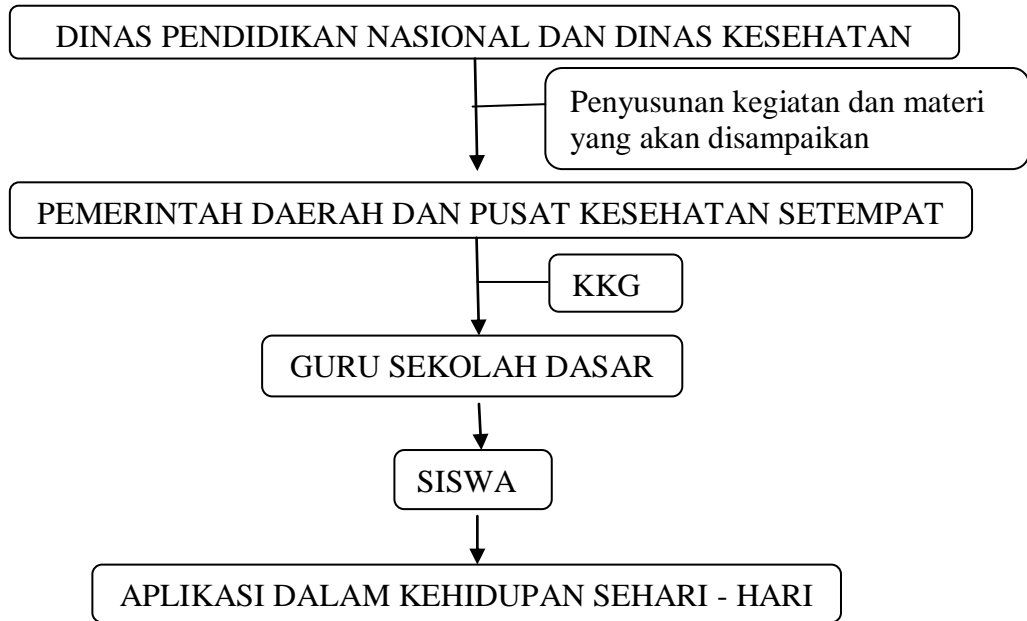 DINAS PENDIDIKAN NASIONAL DAN DINAS KESEHATAN
Penyusunan kegiatan dan materi
yang akan disampaikan
PEMERINTAH DAERAH DAN PUSAT KESEHATAN SETEMPAT
KKG
GURU SEKOLAH DASAR
SISWA
APLIKASI DALAM KEHIDUPAN SEHARI - HARI